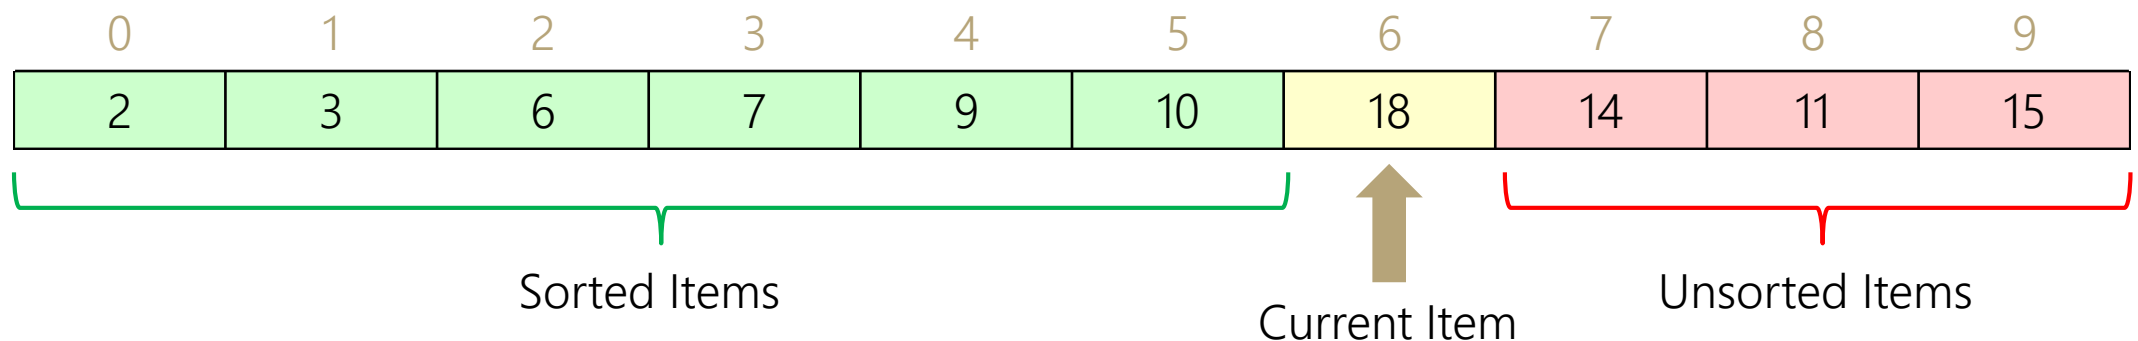 0 1 2 3 4 5 6 7 8 9
2 3 6 7 9 10 18 14 11 15
Sorted Items
Current Item
Unsorted Items